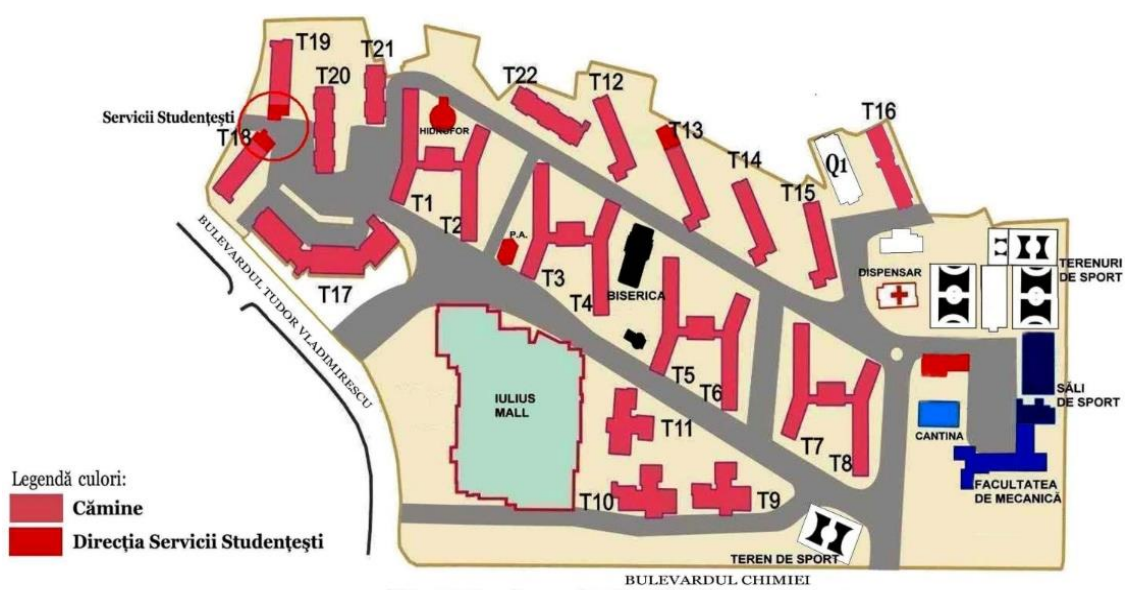 T19
T21
T20
T22
T12
Servicii Studențești
HIDROFOR
T13
T16
T18
Q1
T14
T15
T1
T2
P.A.
T3
T4
BISERICA
DISPENSAR
TERENURI
DE SPORT
T17
BULEVARDUL TUDOR VLADIMIRESCU
T5
T6
IULIUS
MALL
SĂLI
DE SPORT
T11
T7
T8
CANTINA
T10
T9
FACULTATEA
DE MECANICĂ
Legendă culori:
Cămine
Direcția Servicii Studențești
TEREN DE SPORT
BULEVARDUL CHIMIEI